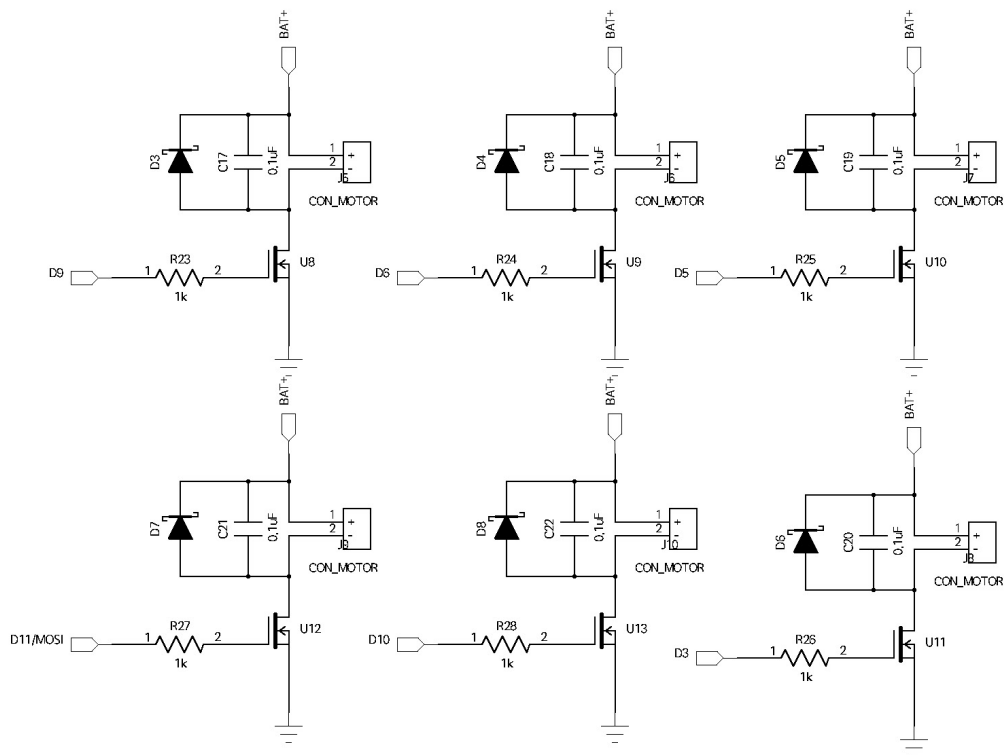 BAT+
D3
C17
0,1uF
1
2
+
-
J5
CON_MOTOR
D9
1
R23
2
1k
U8
BAT+
D4
C18
0,1uF
1
2
+
-
J6
CON_MOTOR
D6
1
R24
2
1k
U9
BAT+
D5
C19
0,1uF
1
2
+
-
J7
CON_MOTOR
D5
1
R25
2
1k
U10
BAT+
D7
C21
0,1uF
1
2
+
-
CON_MOTOR
D11/MOSI
1
R27
2
1k
U12
BAT+
D8
C22
0,1uF
1
2
+
-
J10
CON_MOTOR
D10
1
R28
2
1k
U13
BAT+
D6
C20
0,1uF
1
2
+
-
J8
CON_MOTOR
D3
1
R26
2
1k
U11